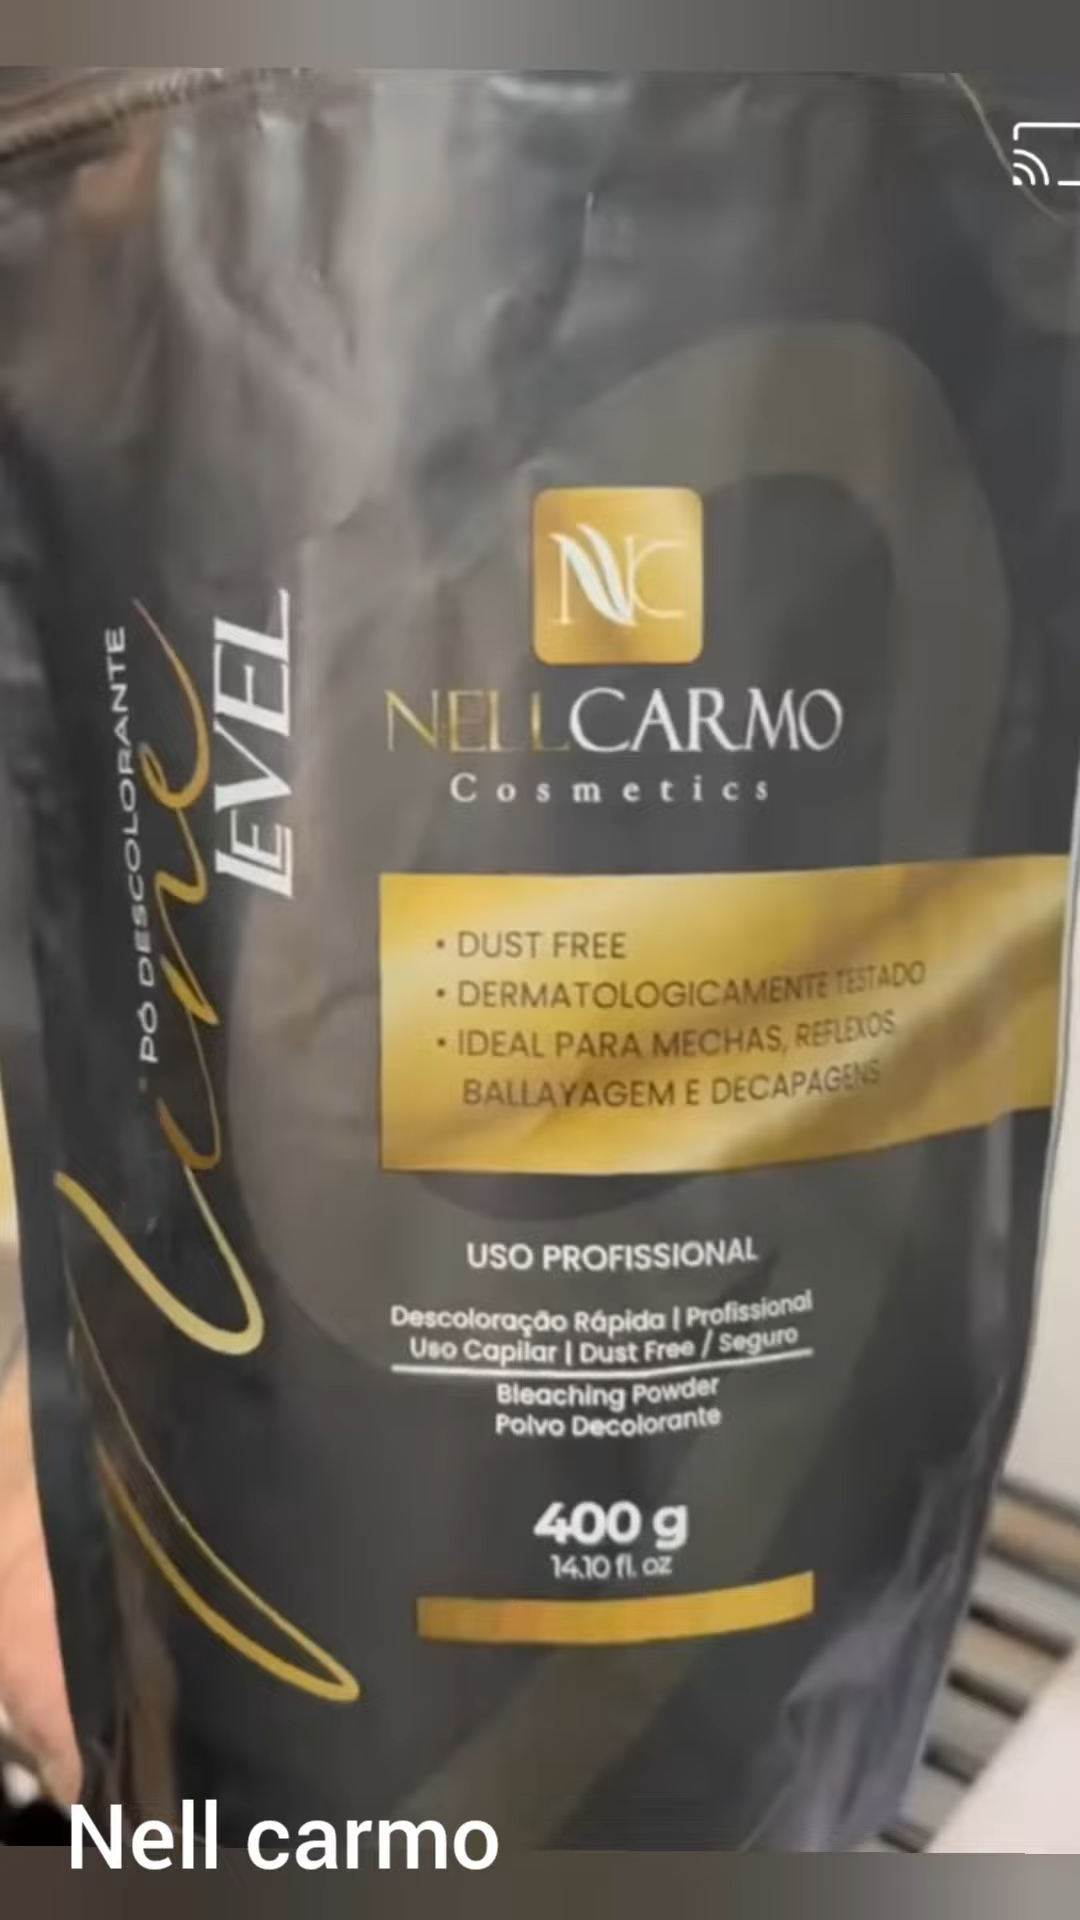 NC
NELLCARMO
Cosmetics
PÓ DESCOLORANTE
Line
LEVEL
• DUST FREE
• DERMATOLOGICAMENTE TESTADO
• IDEAL PARA MECHAS, REFLEXOS
BALLAYAGEM E DECAPAGENS
USO PROFISSIONAL
Descoloração Rápida | Profissional
Uso Capilar | Dust Free / Seguro
Bleaching Powder
Polvo Decolorante
400 g
14.10 fl. oz
Nell carmo